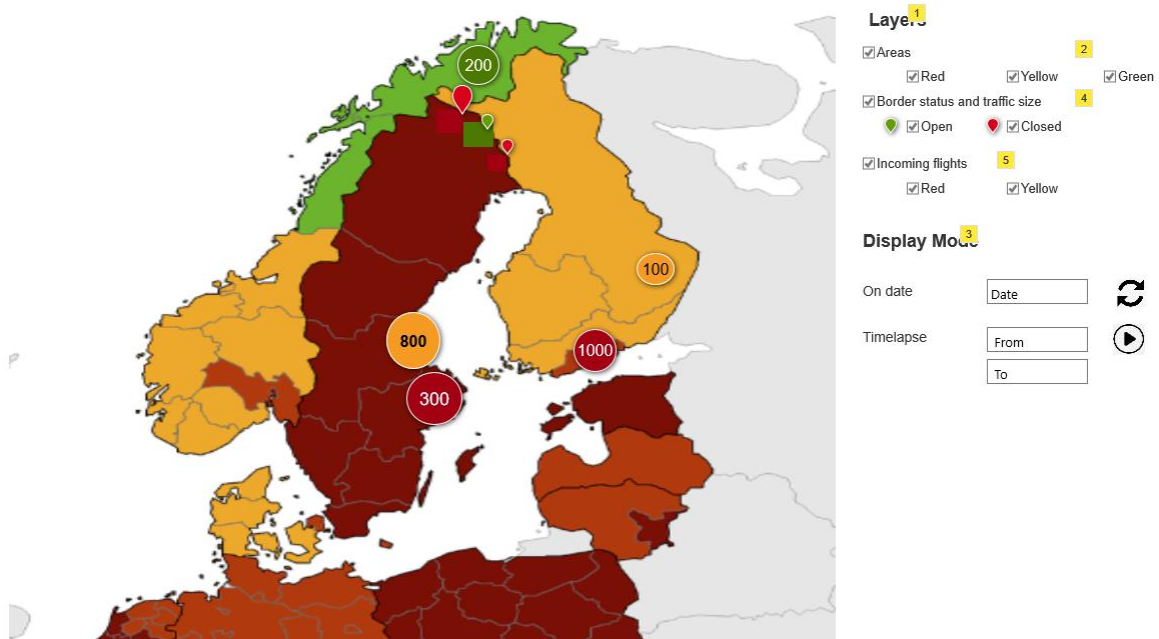 200
100
800
1000
300
1
Layers
Areas 2
Red Yellow Green
Border status and traffic size 4
Open Closed
Incoming flights 5
Red Yellow
3
Display Mode
On date Date
Timelapse From
To